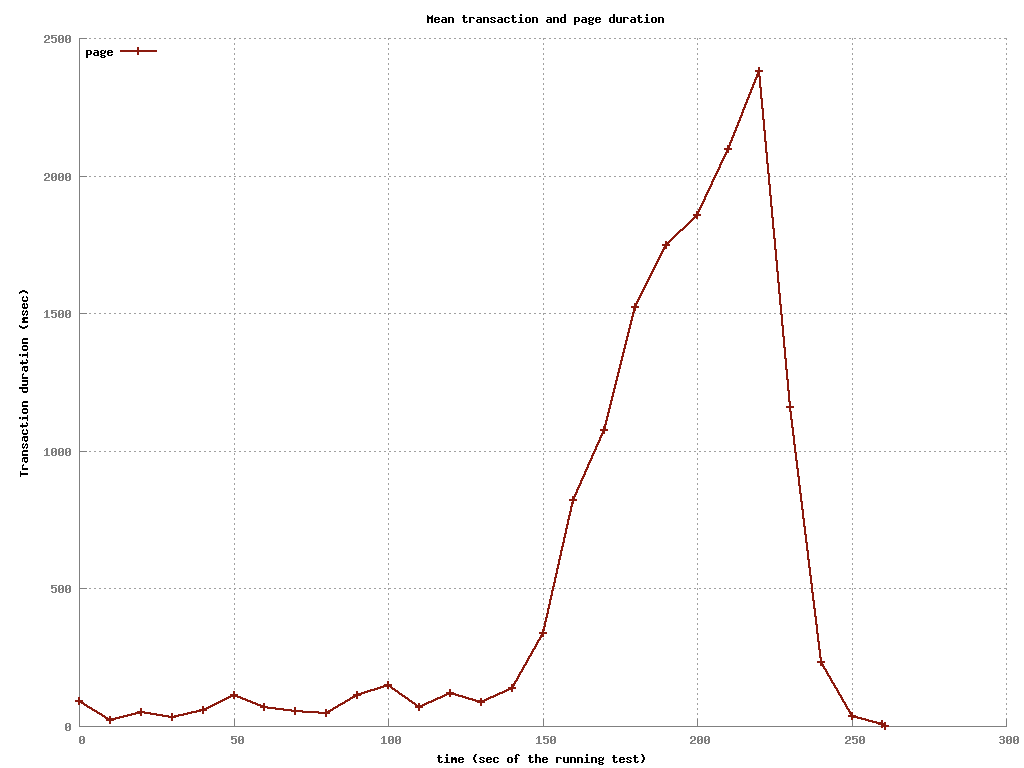 Mean transaction and page duration
page
2500
2000
1500
1000
500
0
Transaction duration (msec)
0 50 100 150 200 250 300
time (sec of the running test)